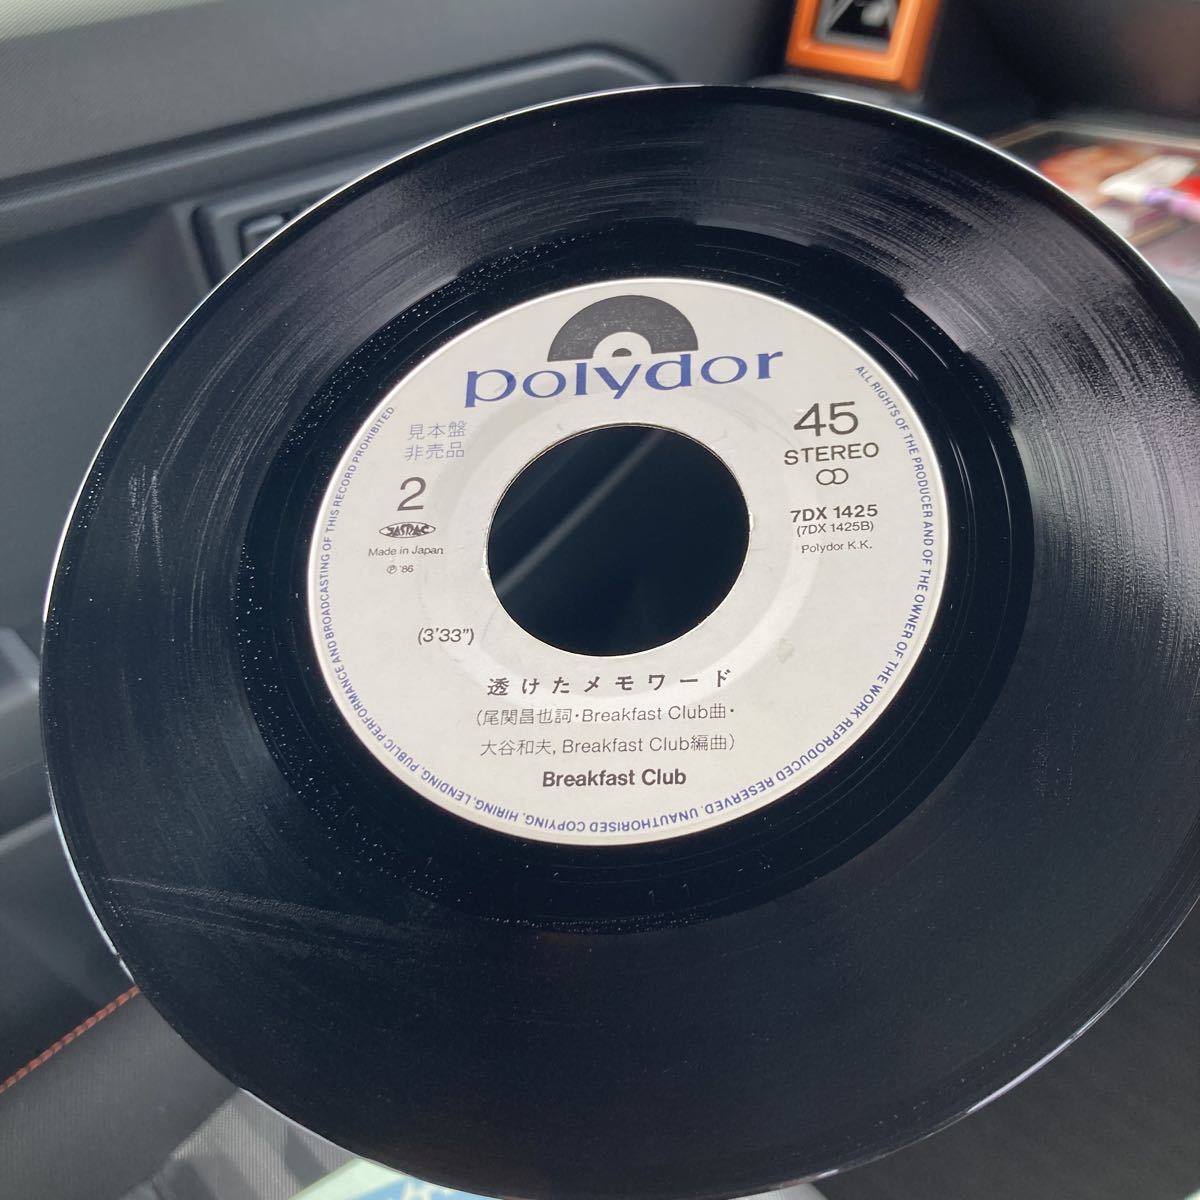 polydor
見本盤
非売品
2
JASRAC
Made in Japan
Ⓟ '86
45
STEREO
7DX 1425
(7DX 1425B)
Polydor K.K.
(3'33")
透けたメモワード
(尾関昌也詞・Breakfast Club曲・
大谷和夫, Breakfast Club編曲)
Breakfast Club
ALL RIGHTS OF THE PRODUCER AND OF THE OWNER OF THE WORK REPRODUCED RESERVED. UNAUTHORISED COPYING, HIRING, LENDING, PUBLIC PERFORMANCE AND BROADCASTING OF THIS RECORD PROHIBITED